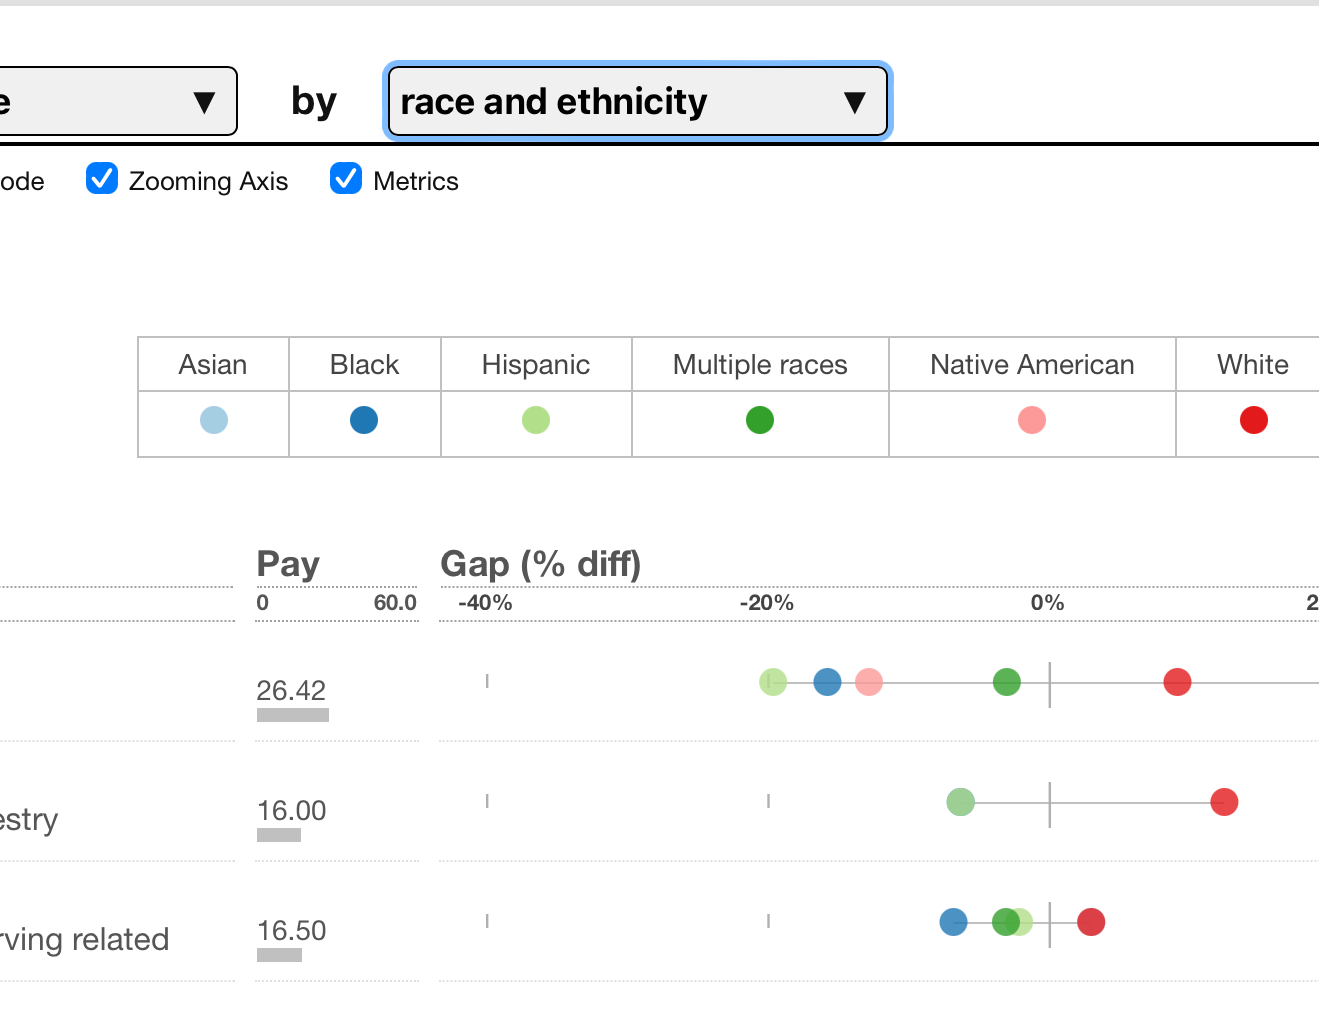 e ▼ by race and ethnicity ▼
ode Zooming Axis Metrics
Asian Black Hispanic Multiple races Native American White
Pay Gap (% diff)
0 60.0 -40% -20% 0% 2
26.42
16.00
estry
16.50
rving related